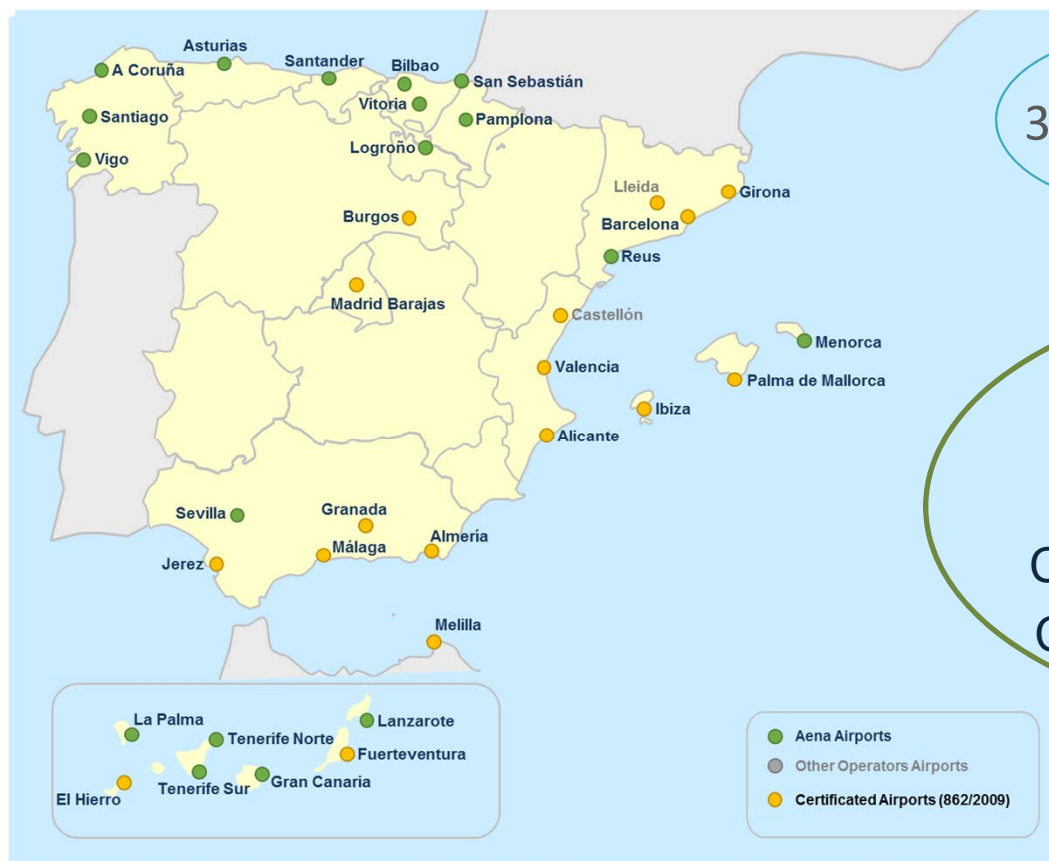 Asturias
Santander
Bilbao
A Coruña
San Sebastián
Vitoria
Santiago
Pamplona
Logroño
Vigo
Lleida
Girona
Burgos
Barcelona
Reus
Madrid Barajas
Castellón
Menorca
Valencia
Palma de Mallorca
Ibiza
Alicante
Sevilla
Granada
Almería
Málaga
Jerez
Melilla
La Palma
Lanzarote
Tenerife Norte
Fuerteventura
Tenerife Sur
Gran Canaria
El Hierro
Aena Airports
Other Operators Airports
Certificated Airports (862/2009)
3